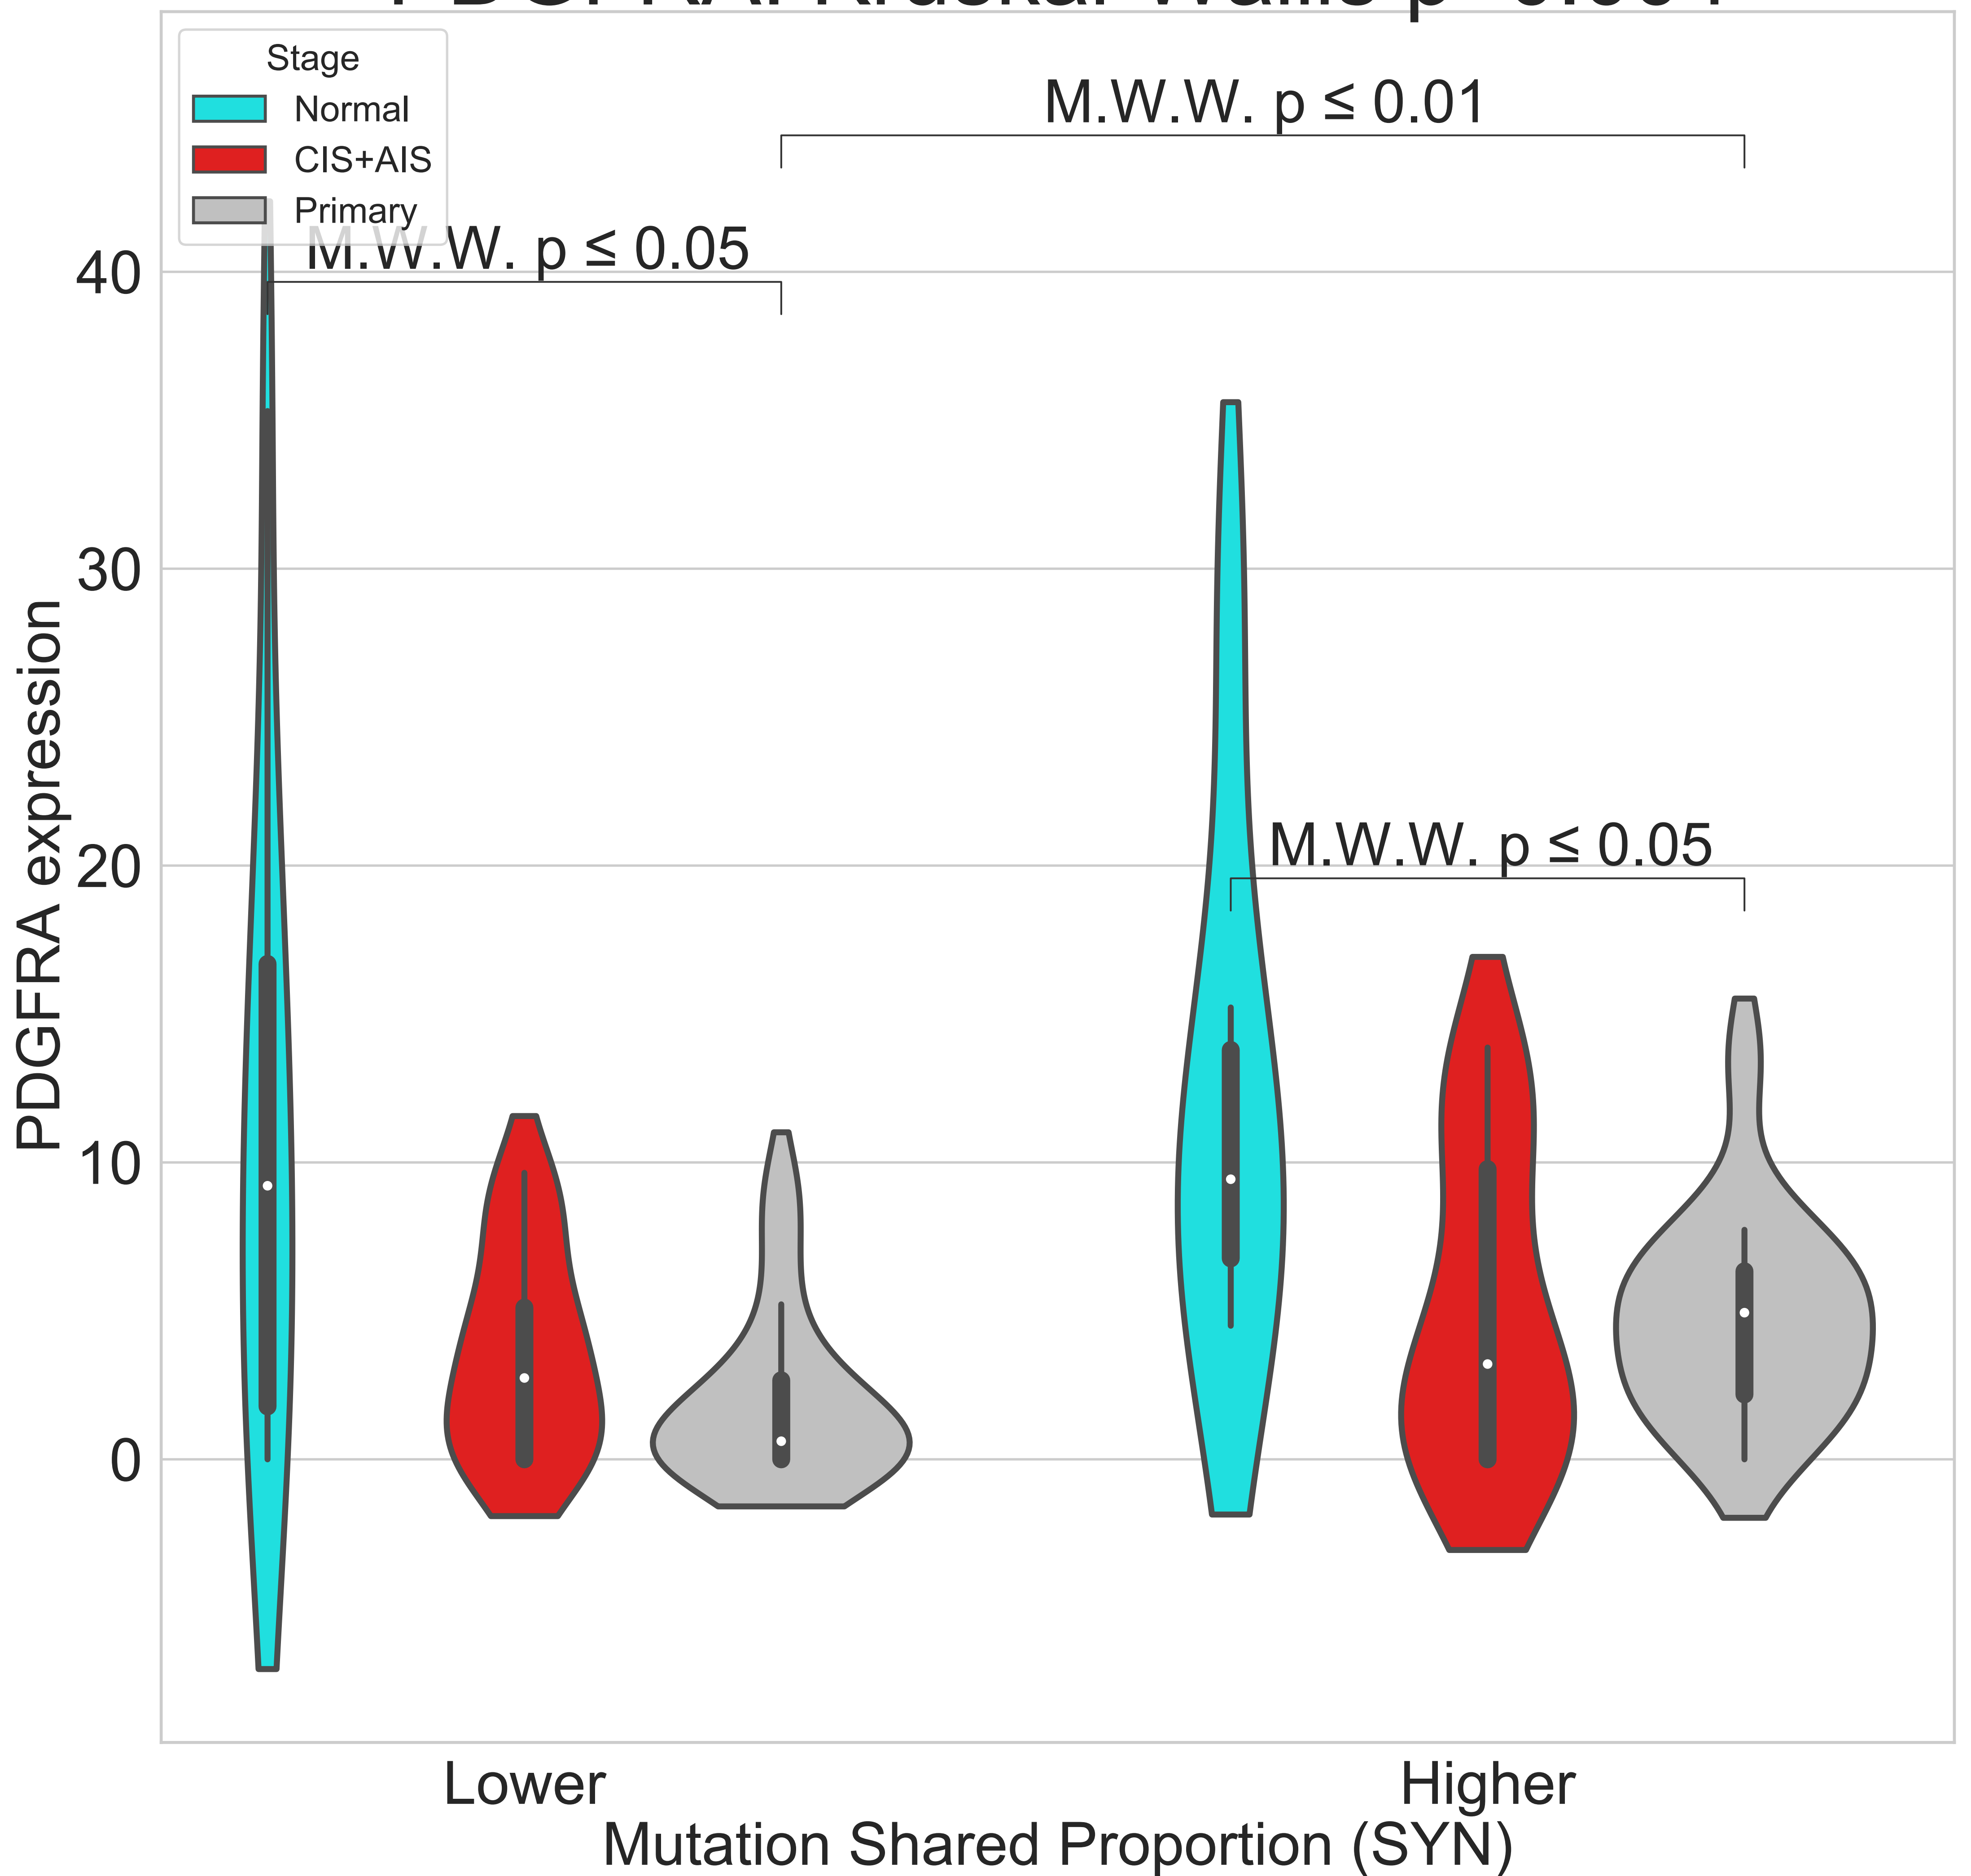 Stage
Normal
CIS+AIS
Primary
M.W.W. p ≤ 0.01
M.W.W. p ≤ 0.05
M.W.W. p ≤ 0.05
PDGFRA expression
40
30
20
10
0
Lower
Higher
Mutation Shared Proportion (SYN)